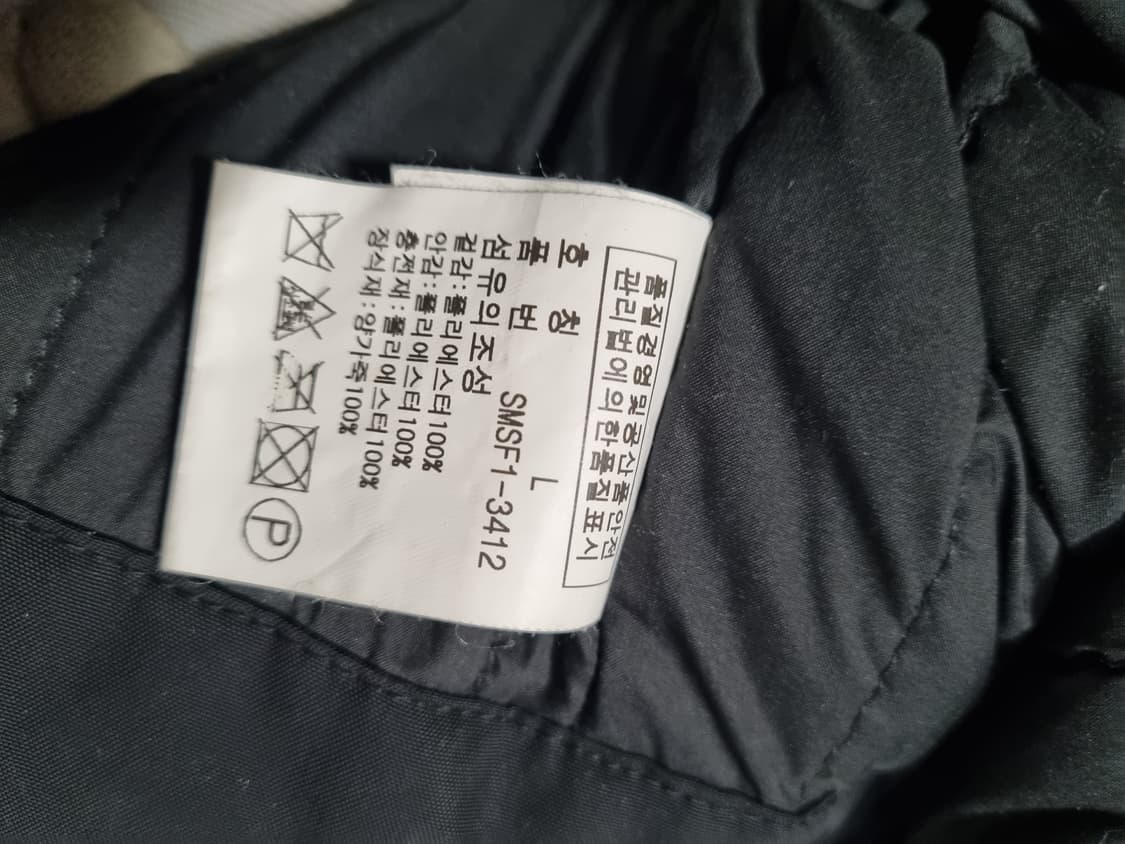 품질경영및공산품안전
관리법에의한품질표시
호 칭 L
품 번 SMSF1-3412
섬유의조성
겉감:폴리에스터100%
안감:폴리에스터100%
충전재:폴리에스터100%
장식재:양가죽100%
P